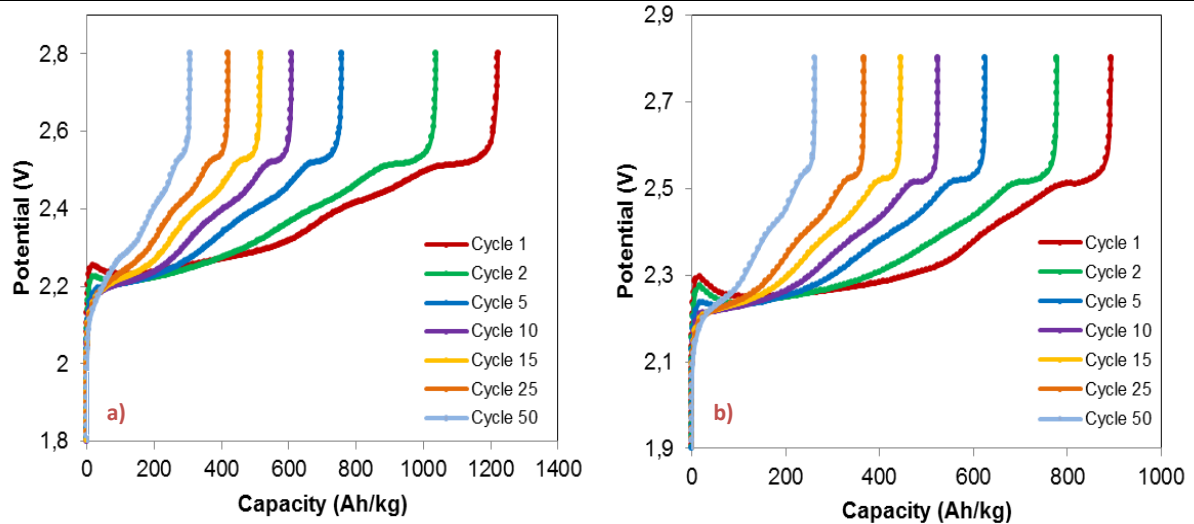 2,8
2,6
2,4
2,2
2
1,8
Potential (V)
0
200
400
600
800
1000
1200
1400
Capacity (Ah/kg)
Cycle 1
Cycle 2
Cycle 5
Cycle 10
Cycle 15
Cycle 25
Cycle 50
a)
2,9
2,7
2,5
2,3
2,1
1,9
Potential (V)
0
200
400
600
800
1000
Capacity (Ah/kg)
Cycle 1
Cycle 2
Cycle 5
Cycle 10
Cycle 15
Cycle 25
Cycle 50
b)